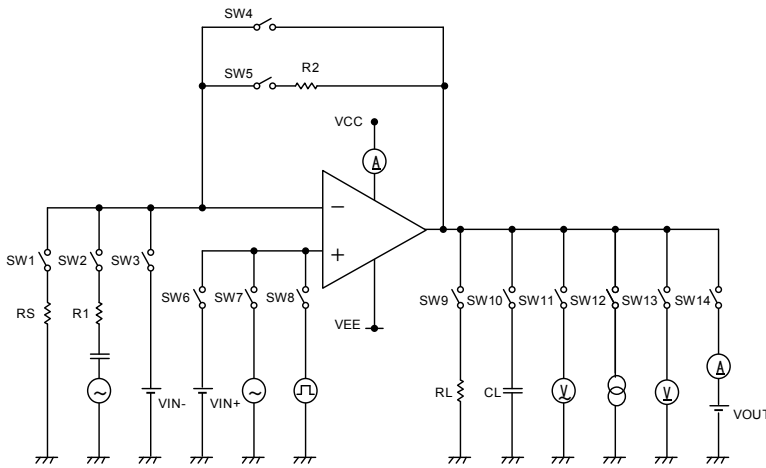 SW4
SW5 R2
VCC
A
SW1 SW2 SW3
SW6 SW7 SW8
VEE
SW9 SW10 SW11 SW12 SW13 SW14
RS R1
VIN- VIN+
RL CL
V
V
A
VOUT